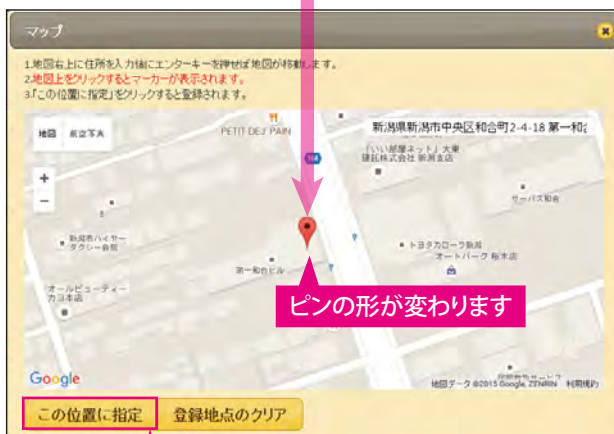 マップ
1.地図右上に住所を入力後にエンターキーを押せば地図が移動します。
2.地図上をクリックするとマーカーが表示されます。
3.「この位置に指定」をクリックすると登録されます。
地図 航空写真
PETIT DEJ PAIN
新潟県新潟市中央区和合町2-4-18 第一和合
「いい部屋ネット」大東
建託株式会社 新潟支店
164
+
-
サーパス和合
新潟市ハイヤー
タクシー会館
トヨタカローラ新潟
オートパーク 桜木店
第一和合ビル
オールビューティー
カヨ本店
ピンの形が変わります
Google
地図データ ©2015 Google, ZENRIN 利用規約
この位置に指定 登録地点のクリア